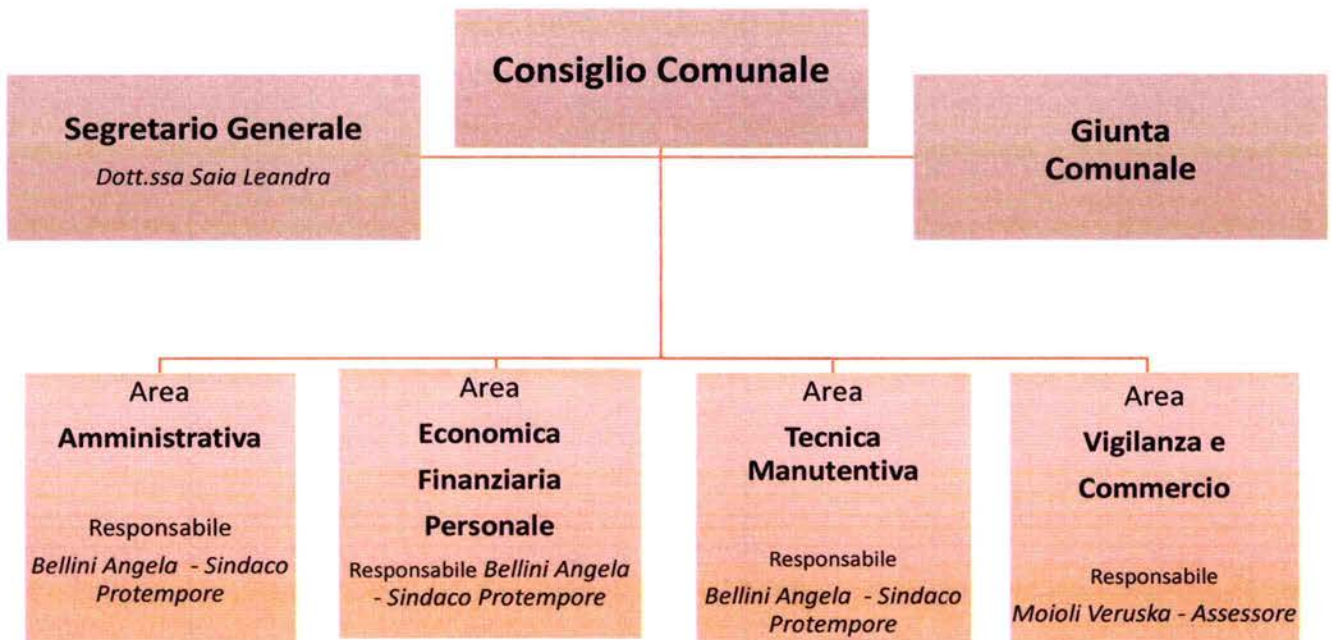 Consiglio Comunale
Segretario Generale
Dott.ssa Saia Leandra
Giunta
Comunale
Area
Amministrativa
Responsabile
Bellini Angela - Sindaco
Protempore
Area
Economica
Finanziaria
Personale
Responsabile Bellini Angela
- Sindaco Protempore
Area
Tecnica
Manutentiva
Responsabile
Bellini Angela - Sindaco
Protempore
Area
Vigilanza e
Commercio
Responsabile
Moioli Veruska - Assessore